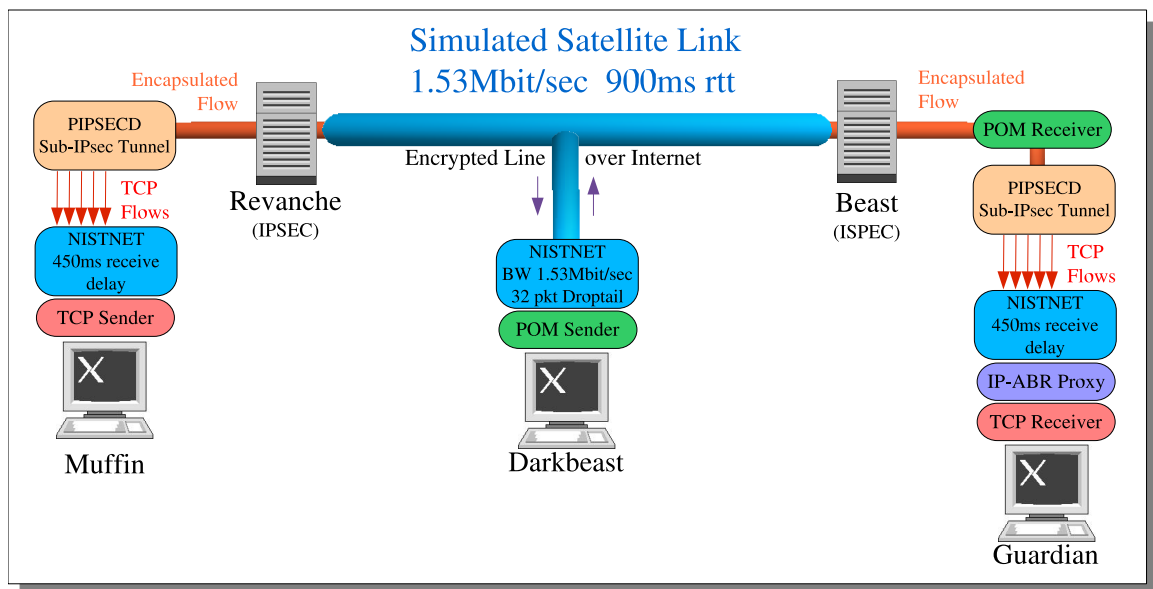 Simulated Satellite Link
1.53Mbit/sec 900ms rtt
Encapsulated
Flow
PIPSECD
Sub-IPsec Tunnel
TCP
Flows
NISTNET
450ms receive
delay
TCP Sender
Muffin
Revanche
(IPSEC)
Encrypted Line over Internet
NISTNET
BW 1.53Mbit/sec
32 pkt Droptail
POM Sender
Darkbeast
Beast
(ISPEC)
Encapsulated
Flow
POM Receiver
PIPSECD
Sub-IPsec Tunnel
TCP
Flows
NISTNET
450ms receive
delay
IP-ABR Proxy
TCP Receiver
Guardian